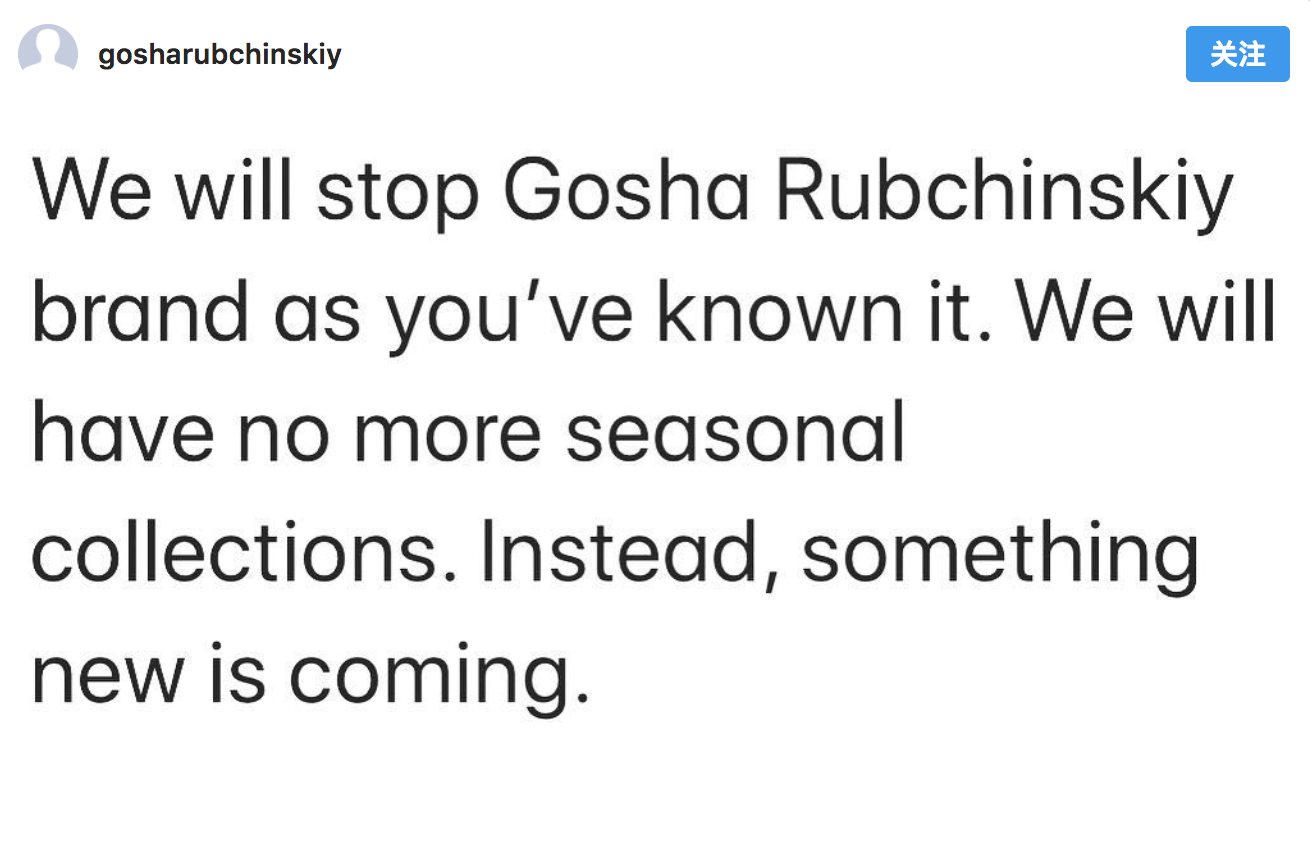 gosharubchinskiy
关注
We will stop Gosha Rubchinskiy
brand as you've known it. We will
have no more seasonal
collections. Instead, something
new is coming.